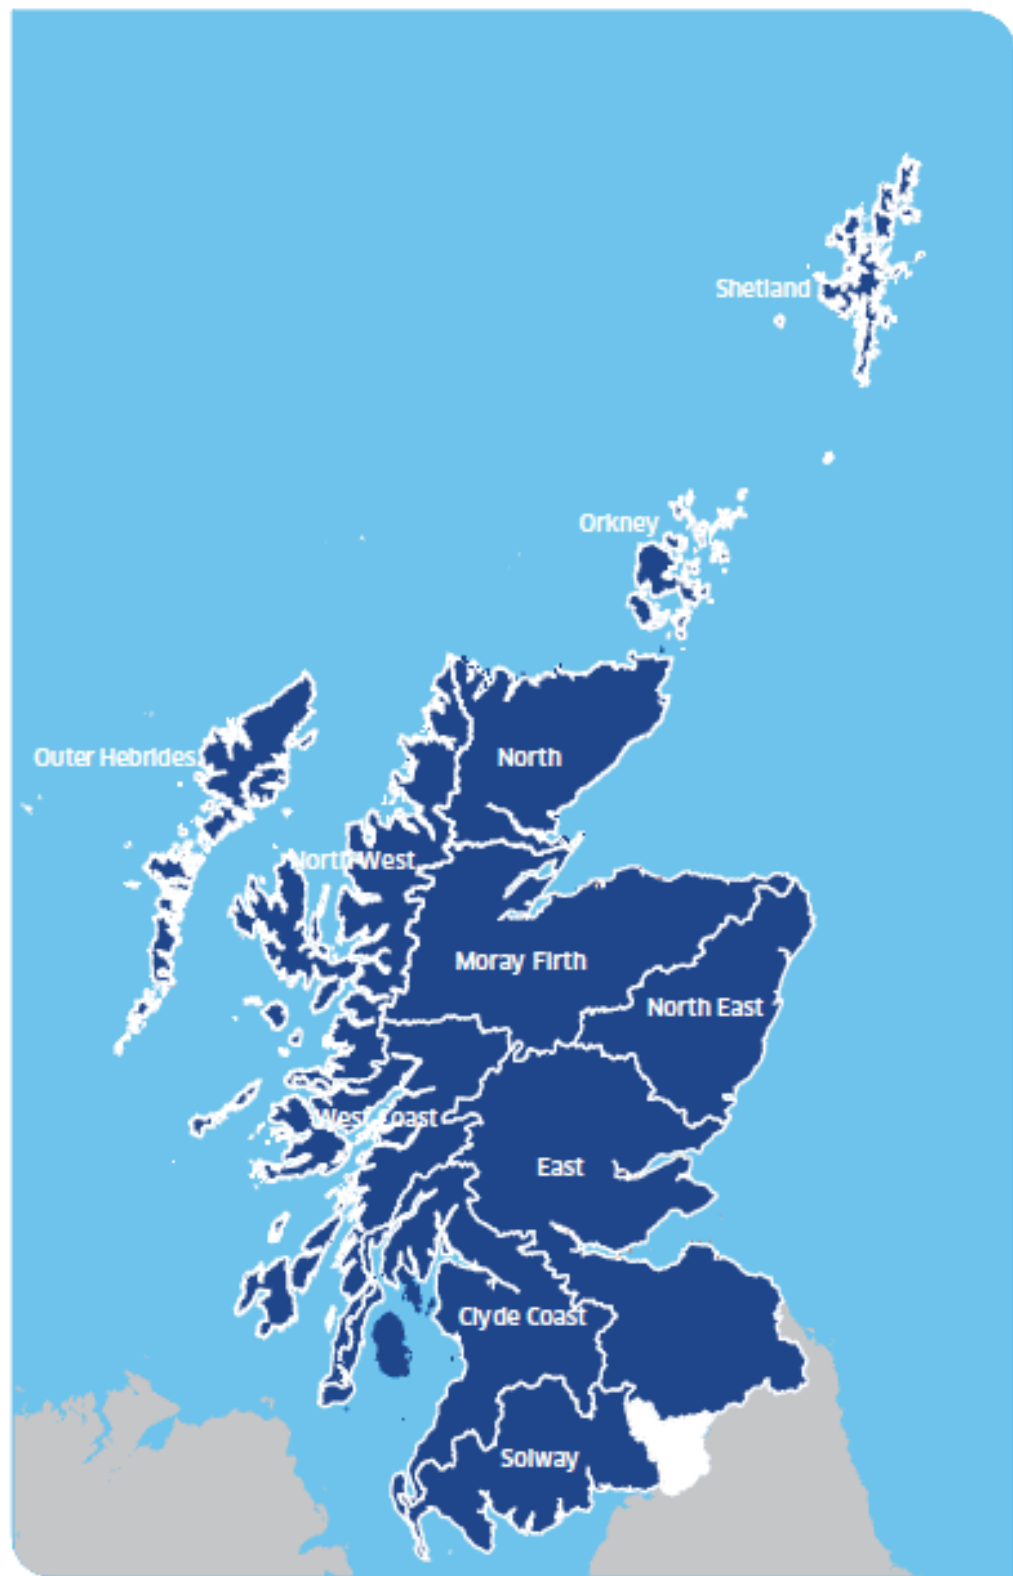 Shetland
Orkney
Outer Hebrides
North
North West
Moray Firth
North East
West Coast
East
Clyde Coast
Solway